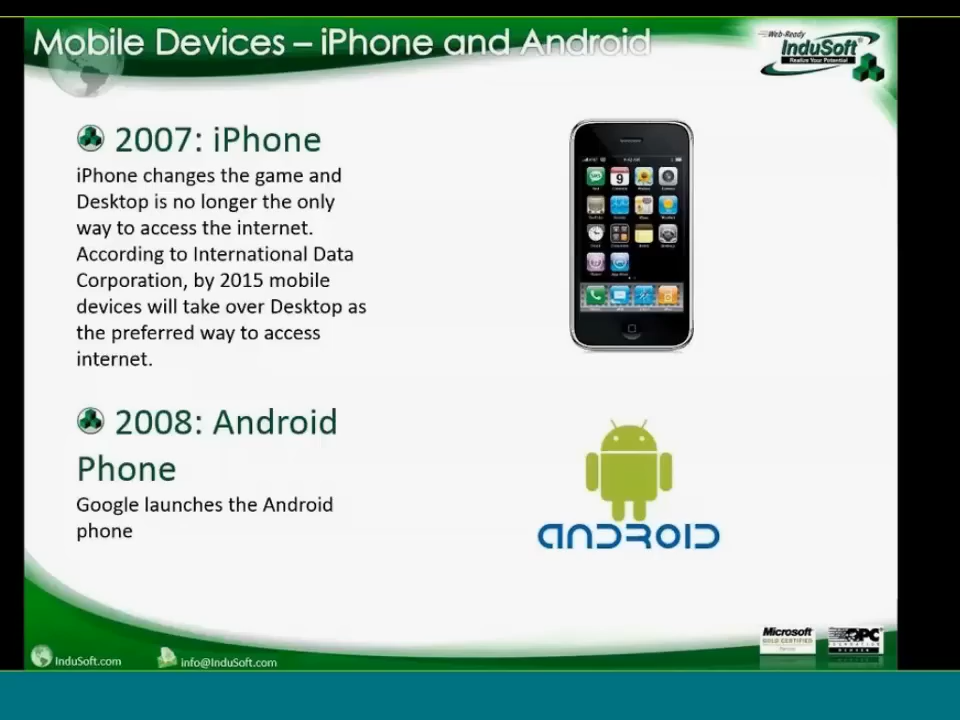 Mobile Devices – iPhone and Android
Web-Ready
InduSoft
Realize Your Potential
2007: iPhone
iPhone changes the game and
Desktop is no longer the only
way to access the internet.
According to International Data
Corporation, by 2015 mobile
devices will take over Desktop as
the preferred way to access
internet.
9
2008: Android
Phone
Google launches the Android
phone
ANDROID
InduSoft.com
info@InduSoft.com
Microsoft
GOLD CERTIFIED
Partner
OPC
FOUNDATION
MEMBER